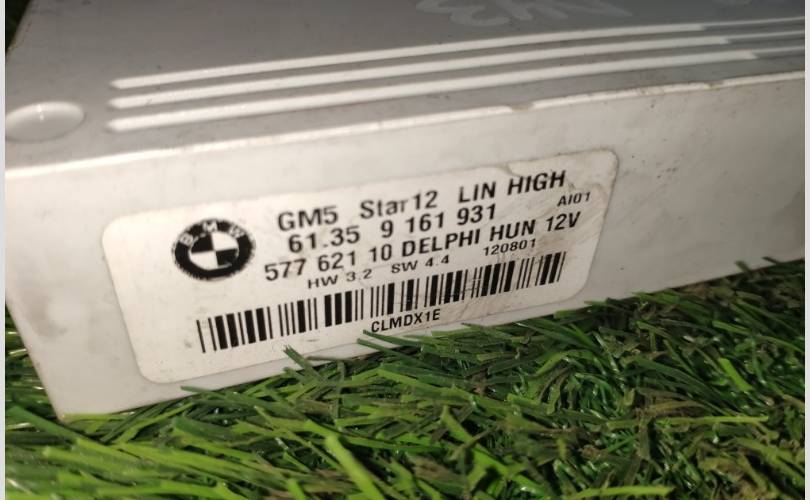 BMW
GM5 Star12 LIN HIGH
61.35 9 161 931 AI01
577 621 10 DELPHI HUN 12V
HW 3.2 SW 4.4 120801
CLMDX1E